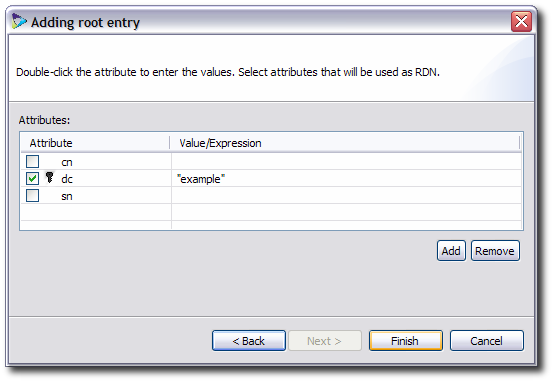 Adding root entry
Double-click the attribute to enter the values. Select attributes that will be used as RDN.
Attributes:
Attribute Value/Expression
cn
dc "example"
sn
Add Remove
< Back Next > Finish Cancel